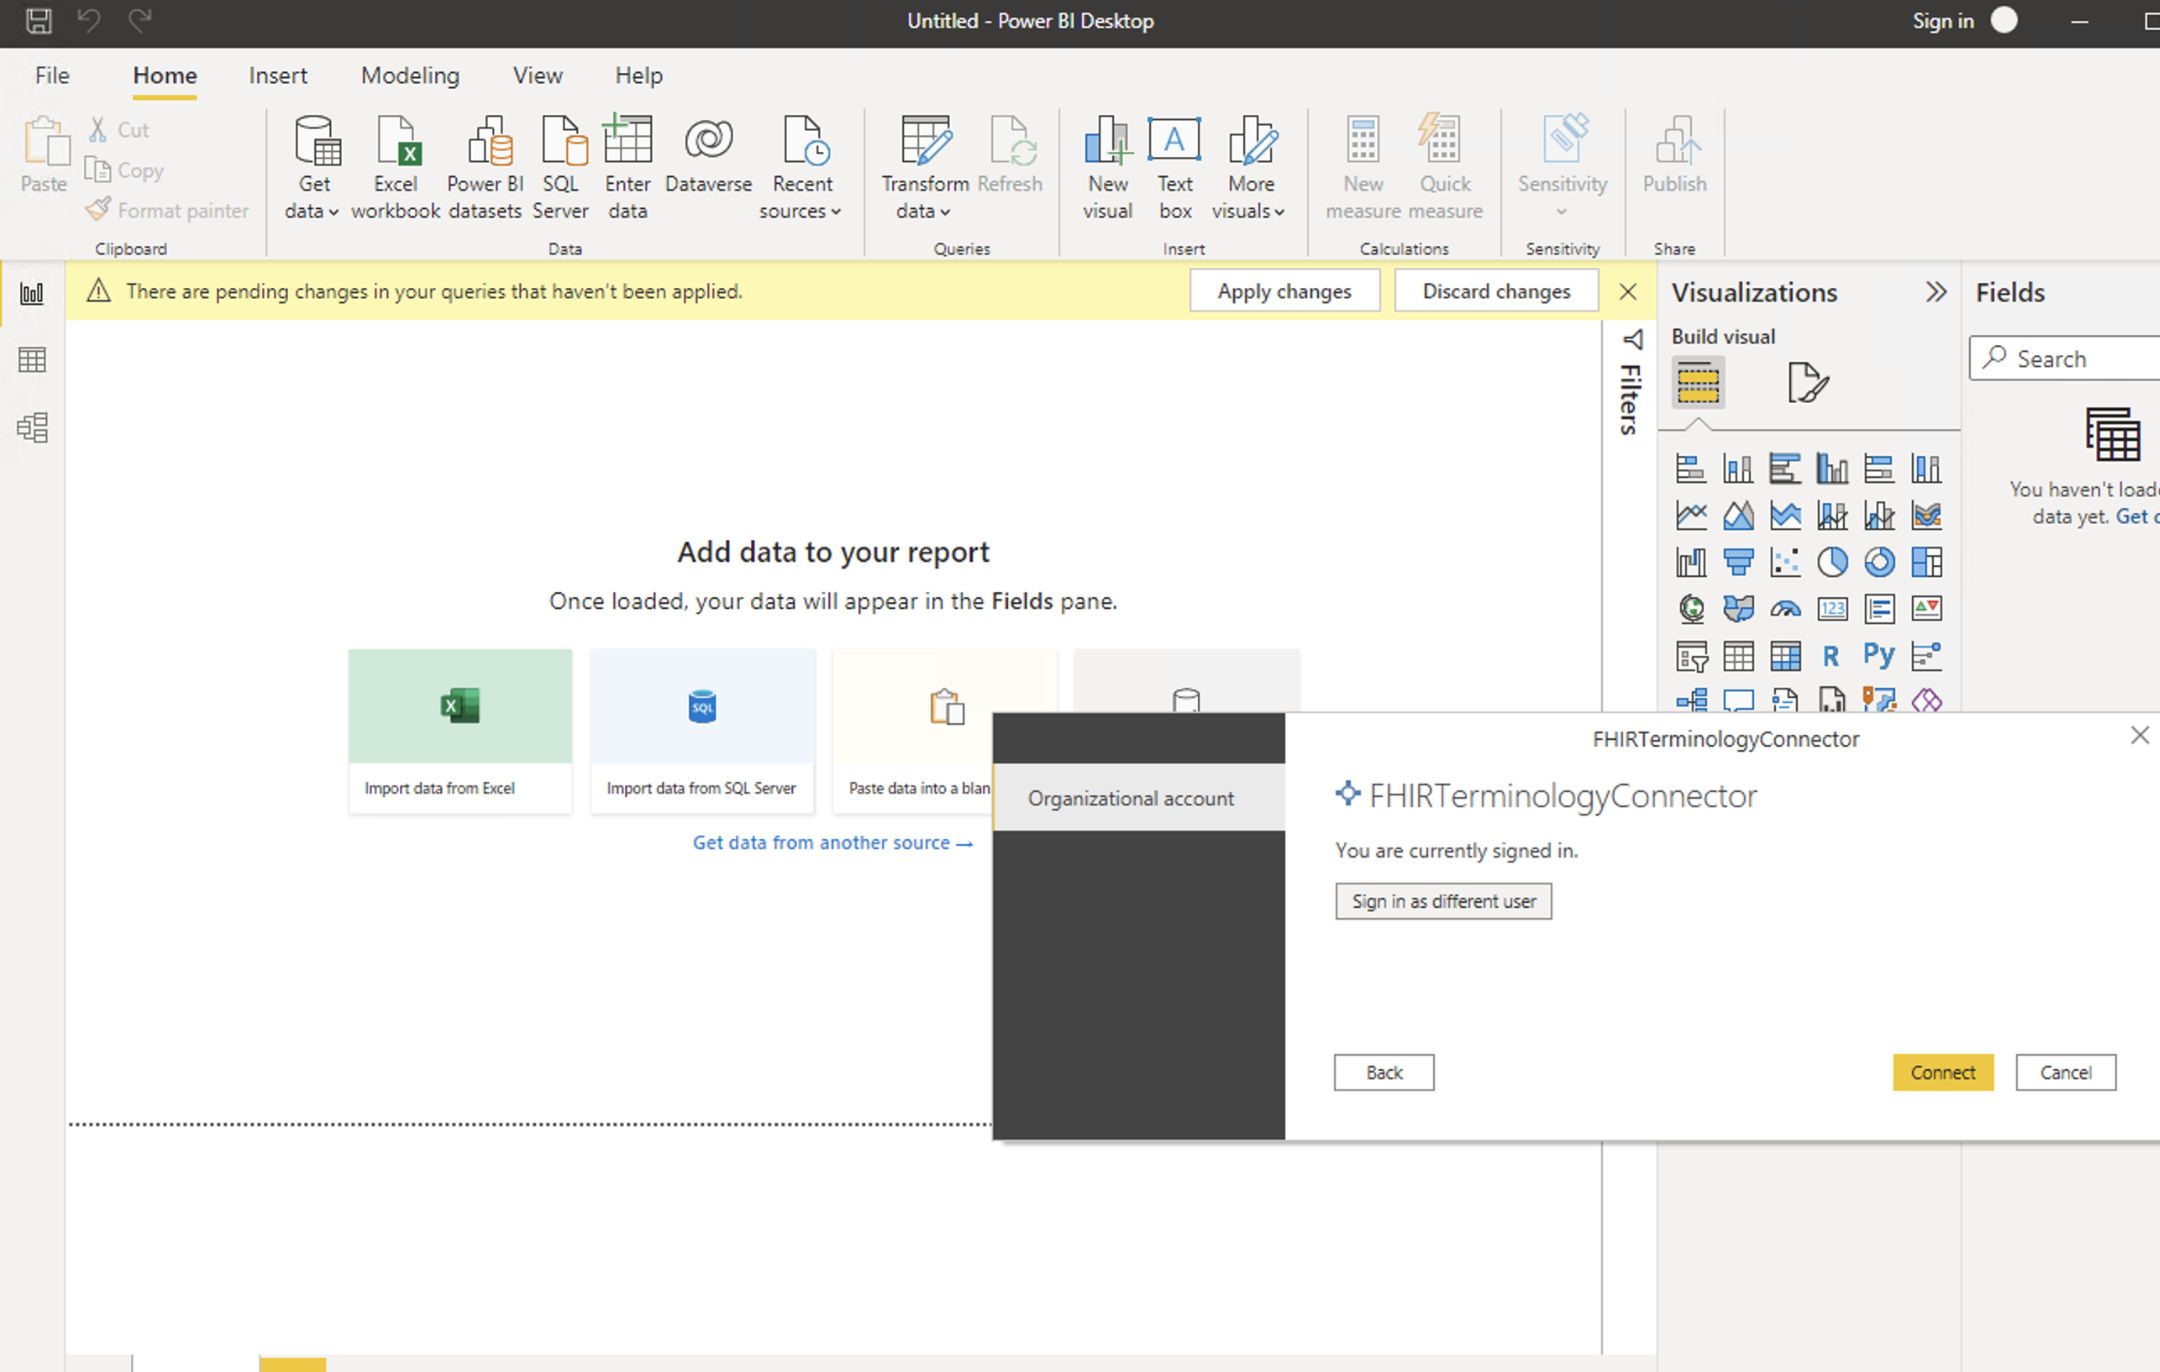 Untitled - Power BI Desktop
Sign in
File Home Insert Modeling View Help
Paste
Cut
Copy
Format painter
Clipboard
Get data
Excel workbook
Power BI datasets
SQL Server
Enter data
Dataverse
Recent sources
Data
Transform data
Refresh
Queries
New visual
A
Text box
More visuals
Insert
New measure
Quick measure
Calculations
Sensitivity
Sensitivity
Publish
Share
There are pending changes in your queries that haven't been applied.
Apply changes
Discard changes
Filters
Visualizations
Build visual
123
R
Py
Fields
Search
You haven't load
data yet. Get
Add data to your report
Once loaded, your data will appear in the Fields pane.
X
SQL
Import data from Excel
Import data from SQL Server
Paste data into a blan
Get data from another source →
FHIRTerminologyConnector
Organizational account
FHIRTerminologyConnector
You are currently signed in.
Sign in as different user
Back
Connect
Cancel